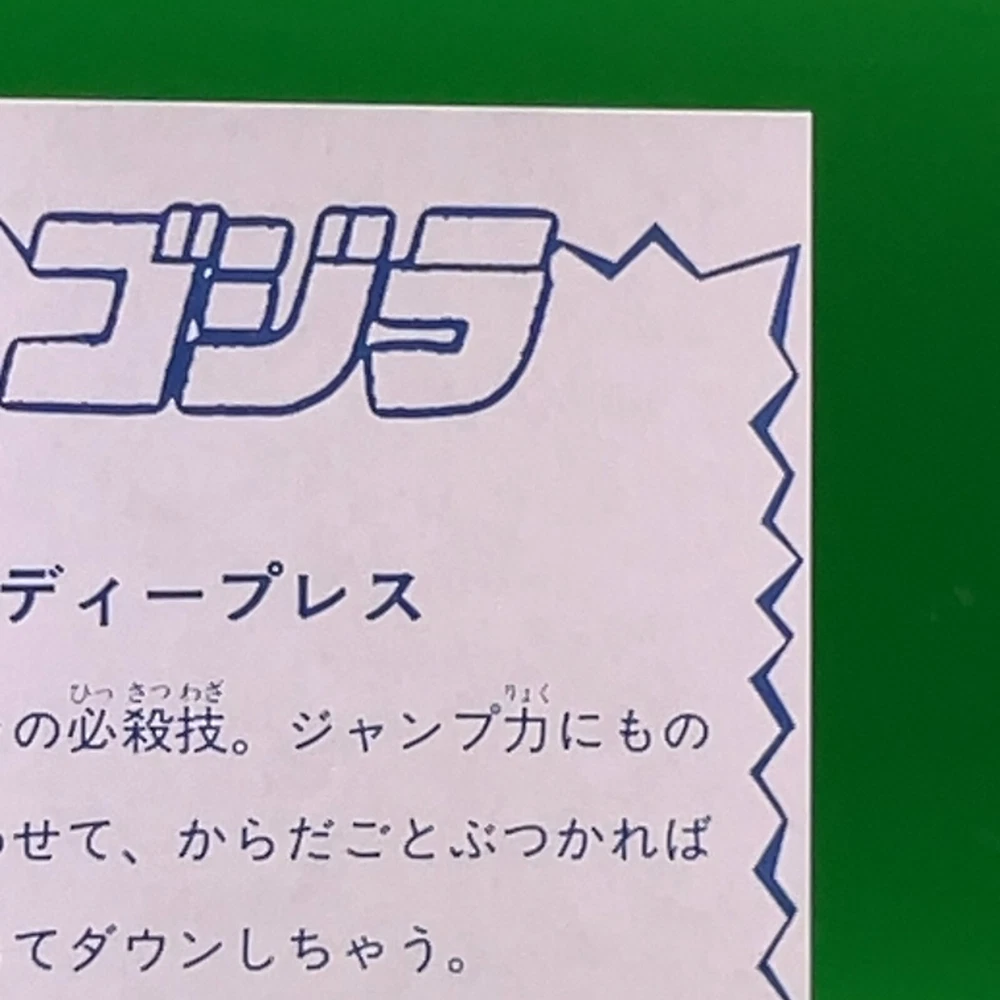 ゴジラ
ディープレス
の必殺技。ジャンプ力にもの
せて、からだごとぶつかれば
てダウンしちゃう。